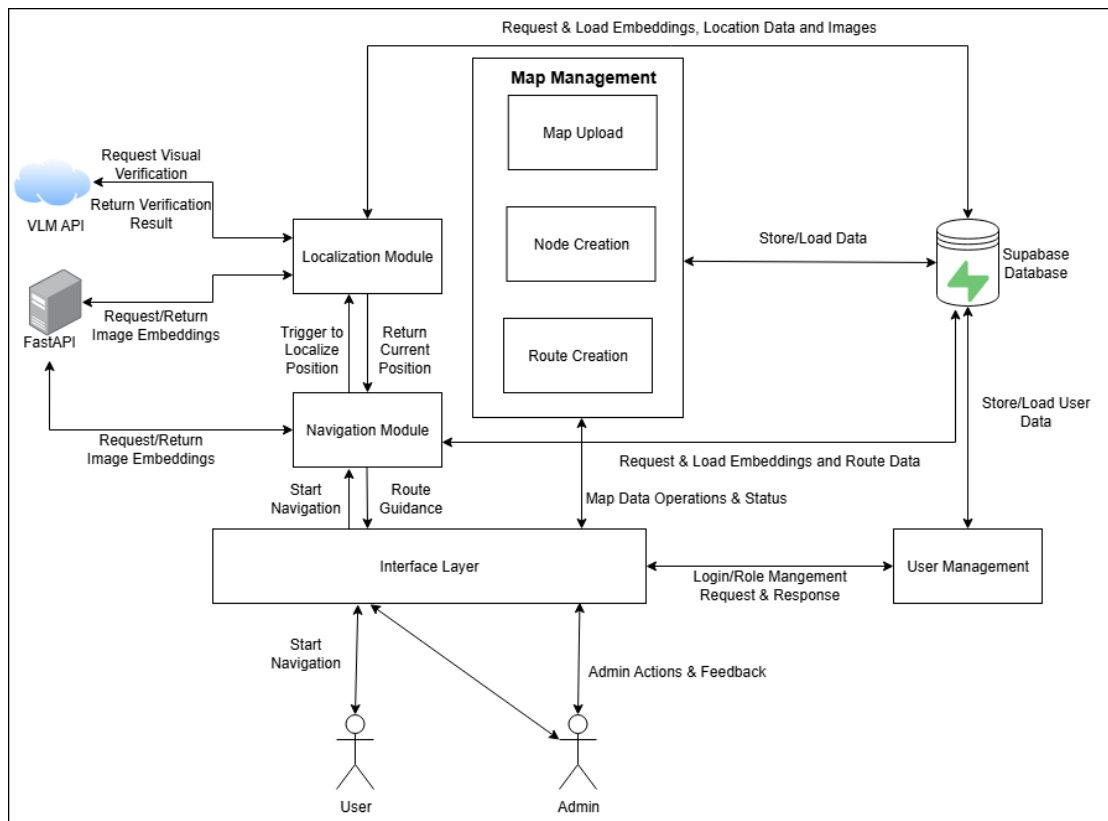 Request & Load Embeddings, Location Data and Images
Map Management
Map Upload
Request Visual
Verification
Return Verification
Result
VLM API
Localization Module
Node Creation
Store/Load Data
Supabase
Database
Request/Return
Image Embeddings
FastAPI
Trigger to
Localize
Position
Return
Current
Position
Route Creation
Store/Load User
Data
Navigation Module
Request/Return
Image Embeddings
Request & Load Embeddings and Route Data
Start
Navigation
Route
Guidance
Map Data Operations & Status
Interface Layer
Login/Role Mangement
Request & Response
User Management
Start
Navigation
Admin Actions & Feedback
User
Admin